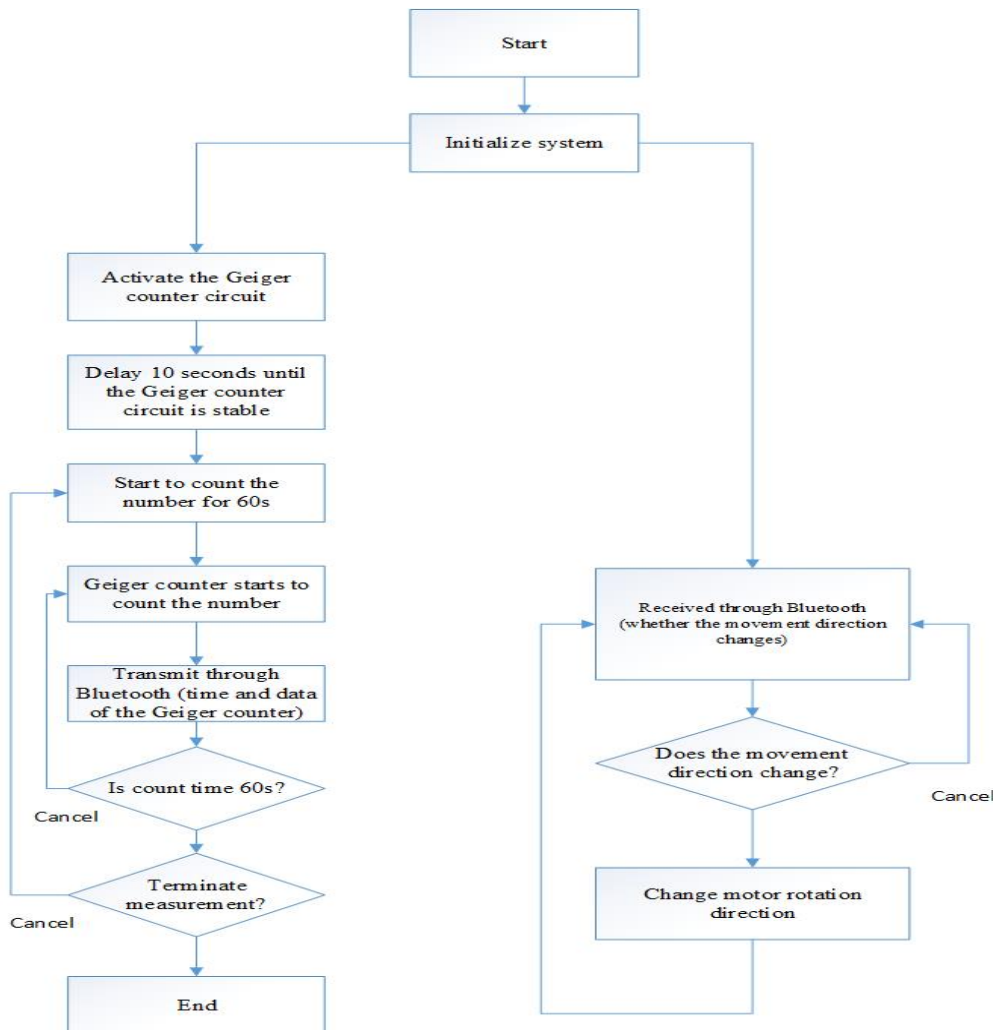 Start
Initialize system
Activate the Geiger
counter circuit
Delay 10 seconds until
the Geiger counter
circuit is stable
Start to count the
number for 60s
Geiger counter starts to
count the number
Transmit through
Bluetooth (time and data
of the Geiger counter)
Is count time 60s?
Cancel
Terminate
measurement?
Cancel
End
Received through Bluetooth
(whether the movement direction
changes)
Does the movement
direction change?
Cancel
Change motor rotation
direction